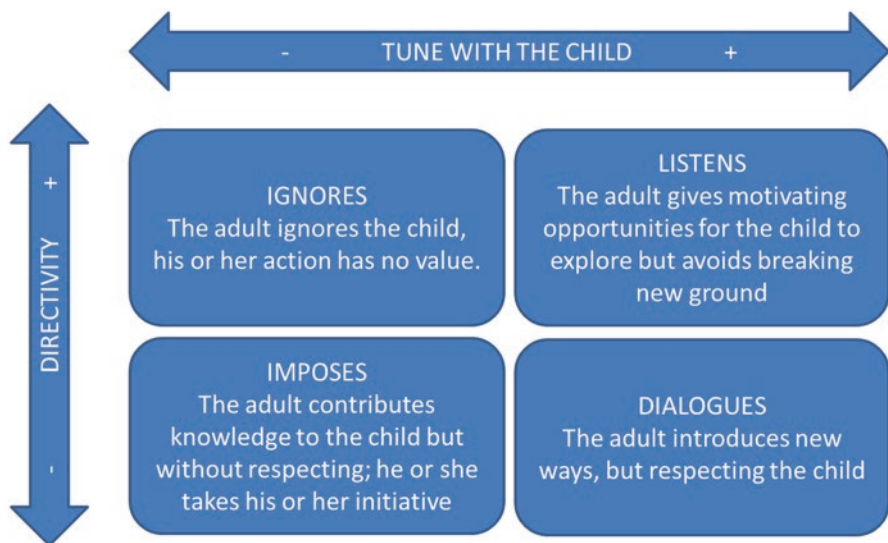 - TUNE WITH THE CHILD +
+
DIRECTIVITY
-
IGNORES
The adult ignores the child,
his or her action has no value.
LISTENS
The adult gives motivating
opportunities for the child to
explore but avoids breaking
new ground
IMPOSES
The adult contributes
knowledge to the child but
without respecting; he or she
takes his or her initiative
DIALOGUES
The adult introduces new
ways, but respecting the child